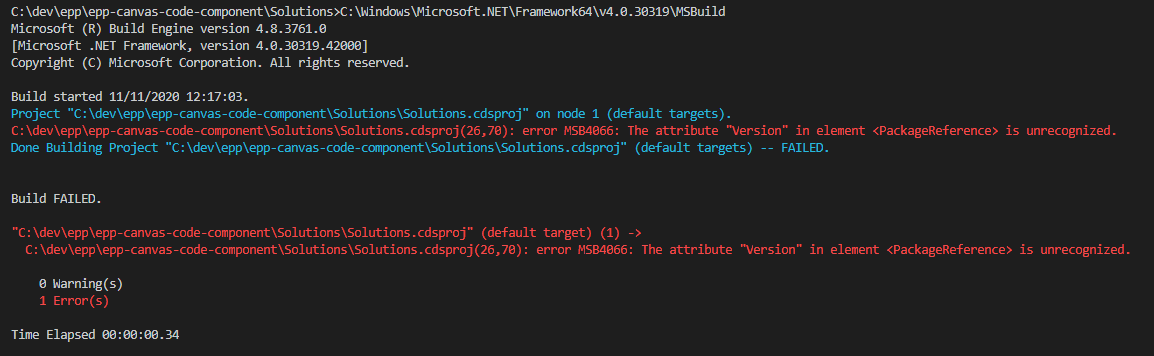 C:\dev\epp\epp-canvas-code-component\Solutions>C:\Windows\Microsoft.NET\Framework64\v4.0.30319\MSBuild
Microsoft (R) Build Engine version 4.8.3761.0
[Microsoft .NET Framework, version 4.0.30319.42000]
Copyright (C) Microsoft Corporation. All rights reserved.
Build started 11/11/2020 12:17:03.
Project "C:\dev\epp\epp-canvas-code-component\Solutions\Solutions.cdsproj" on node 1 (default targets).
C:\dev\epp\epp-canvas-code-component\Solutions\Solutions.cdsproj(26,70): error MSB4066: The attribute "Version" in element <PackageReference> is unrecognized.
Done Building Project "C:\dev\epp\epp-canvas-code-component\Solutions\Solutions.cdsproj" (default targets) -- FAILED.
Build FAILED.
"C:\dev\epp\epp-canvas-code-component\Solutions\Solutions.cdsproj" (default target) (1) ->
C:\dev\epp\epp-canvas-code-component\Solutions\Solutions.cdsproj(26,70): error MSB4066: The attribute "Version" in element <PackageReference> is unrecognized.
0 Warning(s)
1 Error(s)
Time Elapsed 00:00:00.34